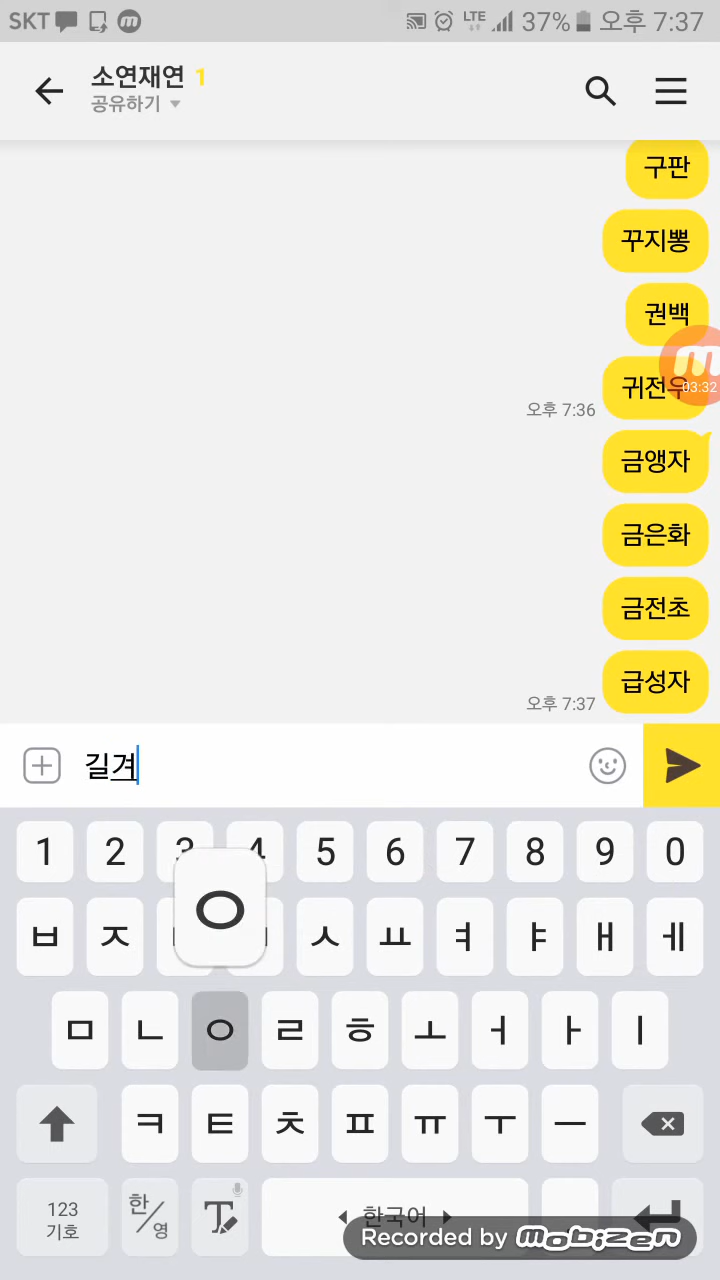 SKT LTE 37% 오후 7:37
소연재연 1
공유하기
구판
꾸지뽕
권백
귀전우
03:32
오후 7:36
금앵자
금은화
금전초
급성자
오후 7:37
길겨
1 2 3 4 5 6 7 8 9 0
ㅇ
ㅂ ㅈ ㅅ ㅛ ㅕ ㅑ ㅐ ㅔ
ㅁ ㄴ ㅇ ㄹ ㅎ ㅗ ㅓ ㅏ ㅣ
ㅋ ㅌ ㅊ ㅍ ㅠ ㅜ ㅡ
123 기호 한/영 한국어
Recorded by mobizen